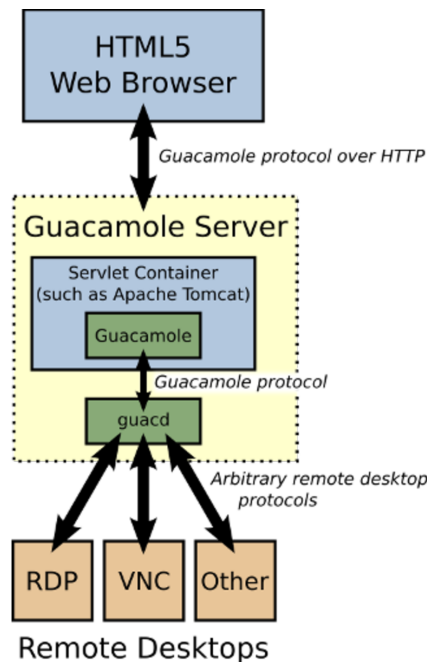 HTML5
Web Browser
Guacamole protocol over HTTP
Guacamole Server
Servlet Container
(such as Apache Tomcat)
Guacamole
Guacamole protocol
guacd
Arbitrary remote desktop
protocols
RDP
VNC
Other
Remote Desktops